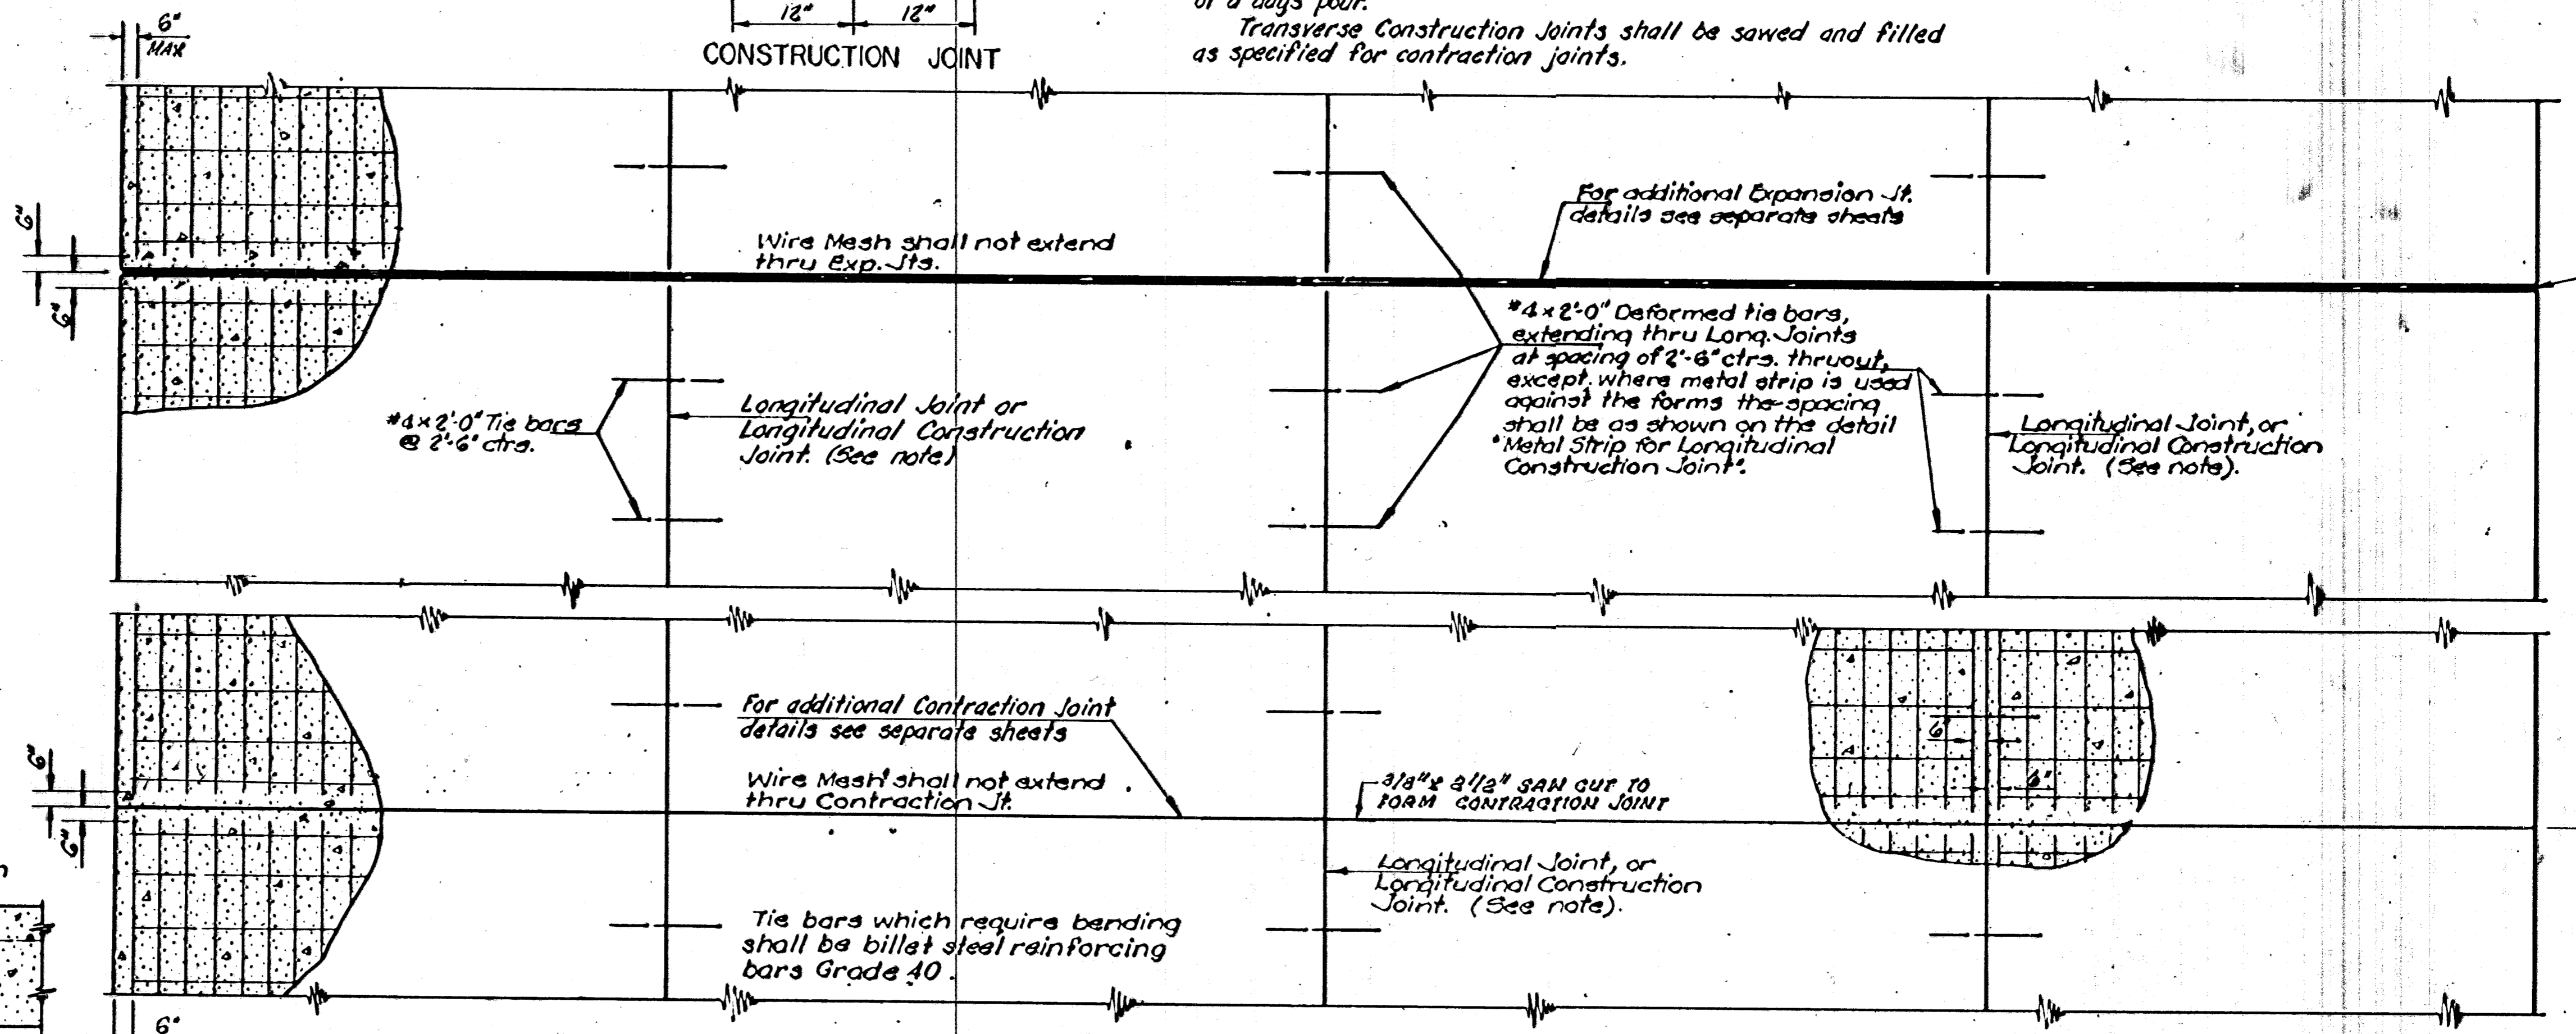 6"
MAX
12" 12"
CONSTRUCTION JOINT
of a days pour.
Transverse Construction Joints shall be sawed and filled
as specified for contraction joints.
For additional Expansion Jt.
details see separate sheets
6"
6"
Wire Mesh shall not extend
thru Exp. Jts.
#4 x 2'-0" Deformed tie bars,
extending thru Long. Joints
at spacing of 2'-6" ctrs. thruout,
except where metal strip is used
against the forms the spacing
shall be as shown on the detail
"Metal Strip for Longitudinal
Construction Joint".
#4 x 2'-0" Tie bars
@ 2'-6" ctrs.
Longitudinal Joint or
Longitudinal Construction
Joint. (See note)
Longitudinal Joint, or
Longitudinal Construction
Joint. (See note).
For additional Contraction Joint
details see separate sheets
6"
6"
Wire Mesh shall not extend
thru Contraction Jt.
SAW CUT TO
FORM CONTRACTION JOINT
6"
6"
Longitudinal Joint, or
Longitudinal Construction
Joint. (See note).
Tie bars which require bending
shall be billet steel reinforcing
bars Grade 40.
6"